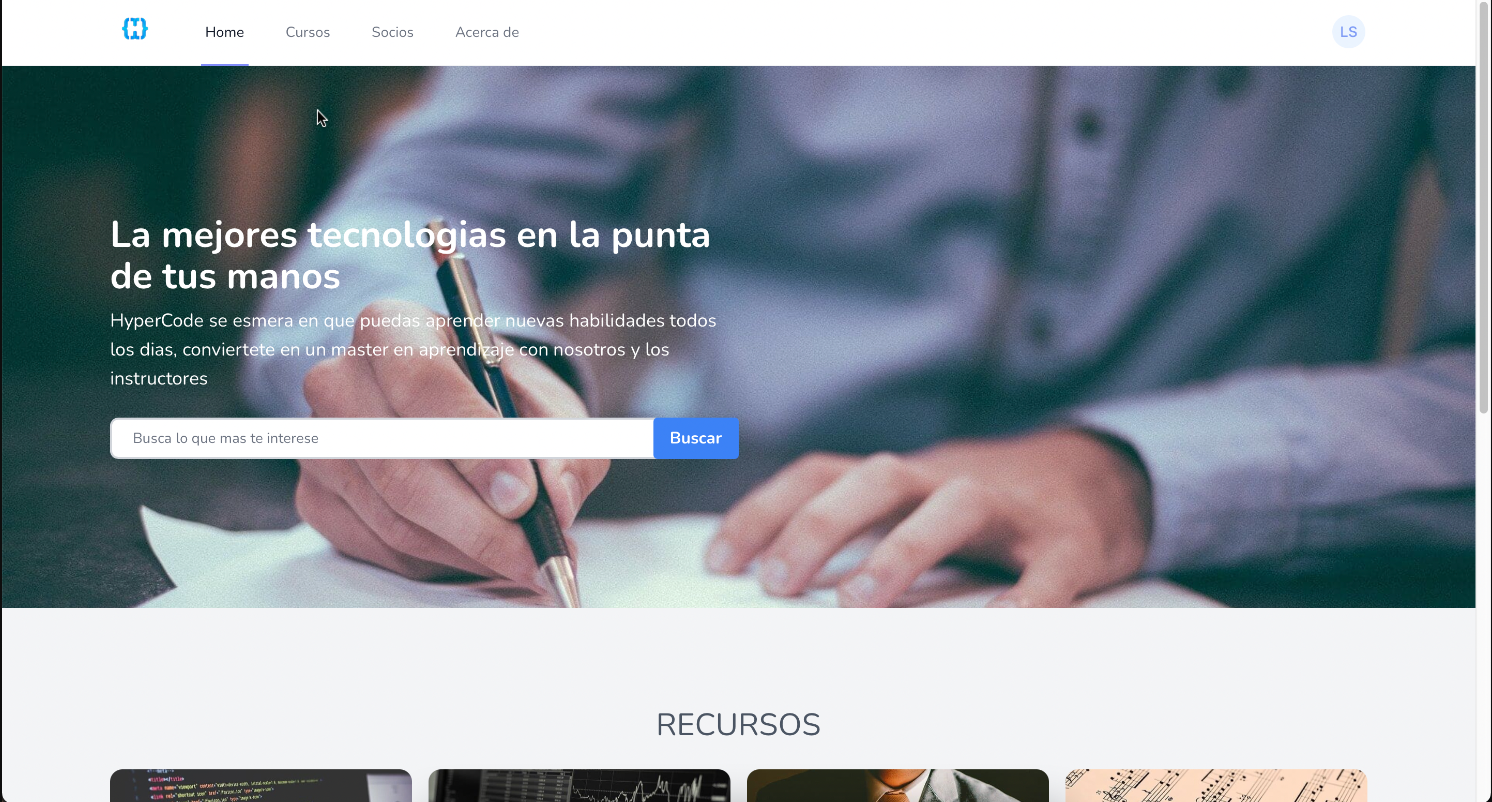 Home Cursos Socios Acerca de LS
La mejores tecnologias en la punta
de tus manos
HyperCode se esmera en que puedas aprender nuevas habilidades todos
los dias, conviertete en un master en aprendizaje con nosotros y los
instructores
Busca lo que mas te interese Buscar
RECURSOS